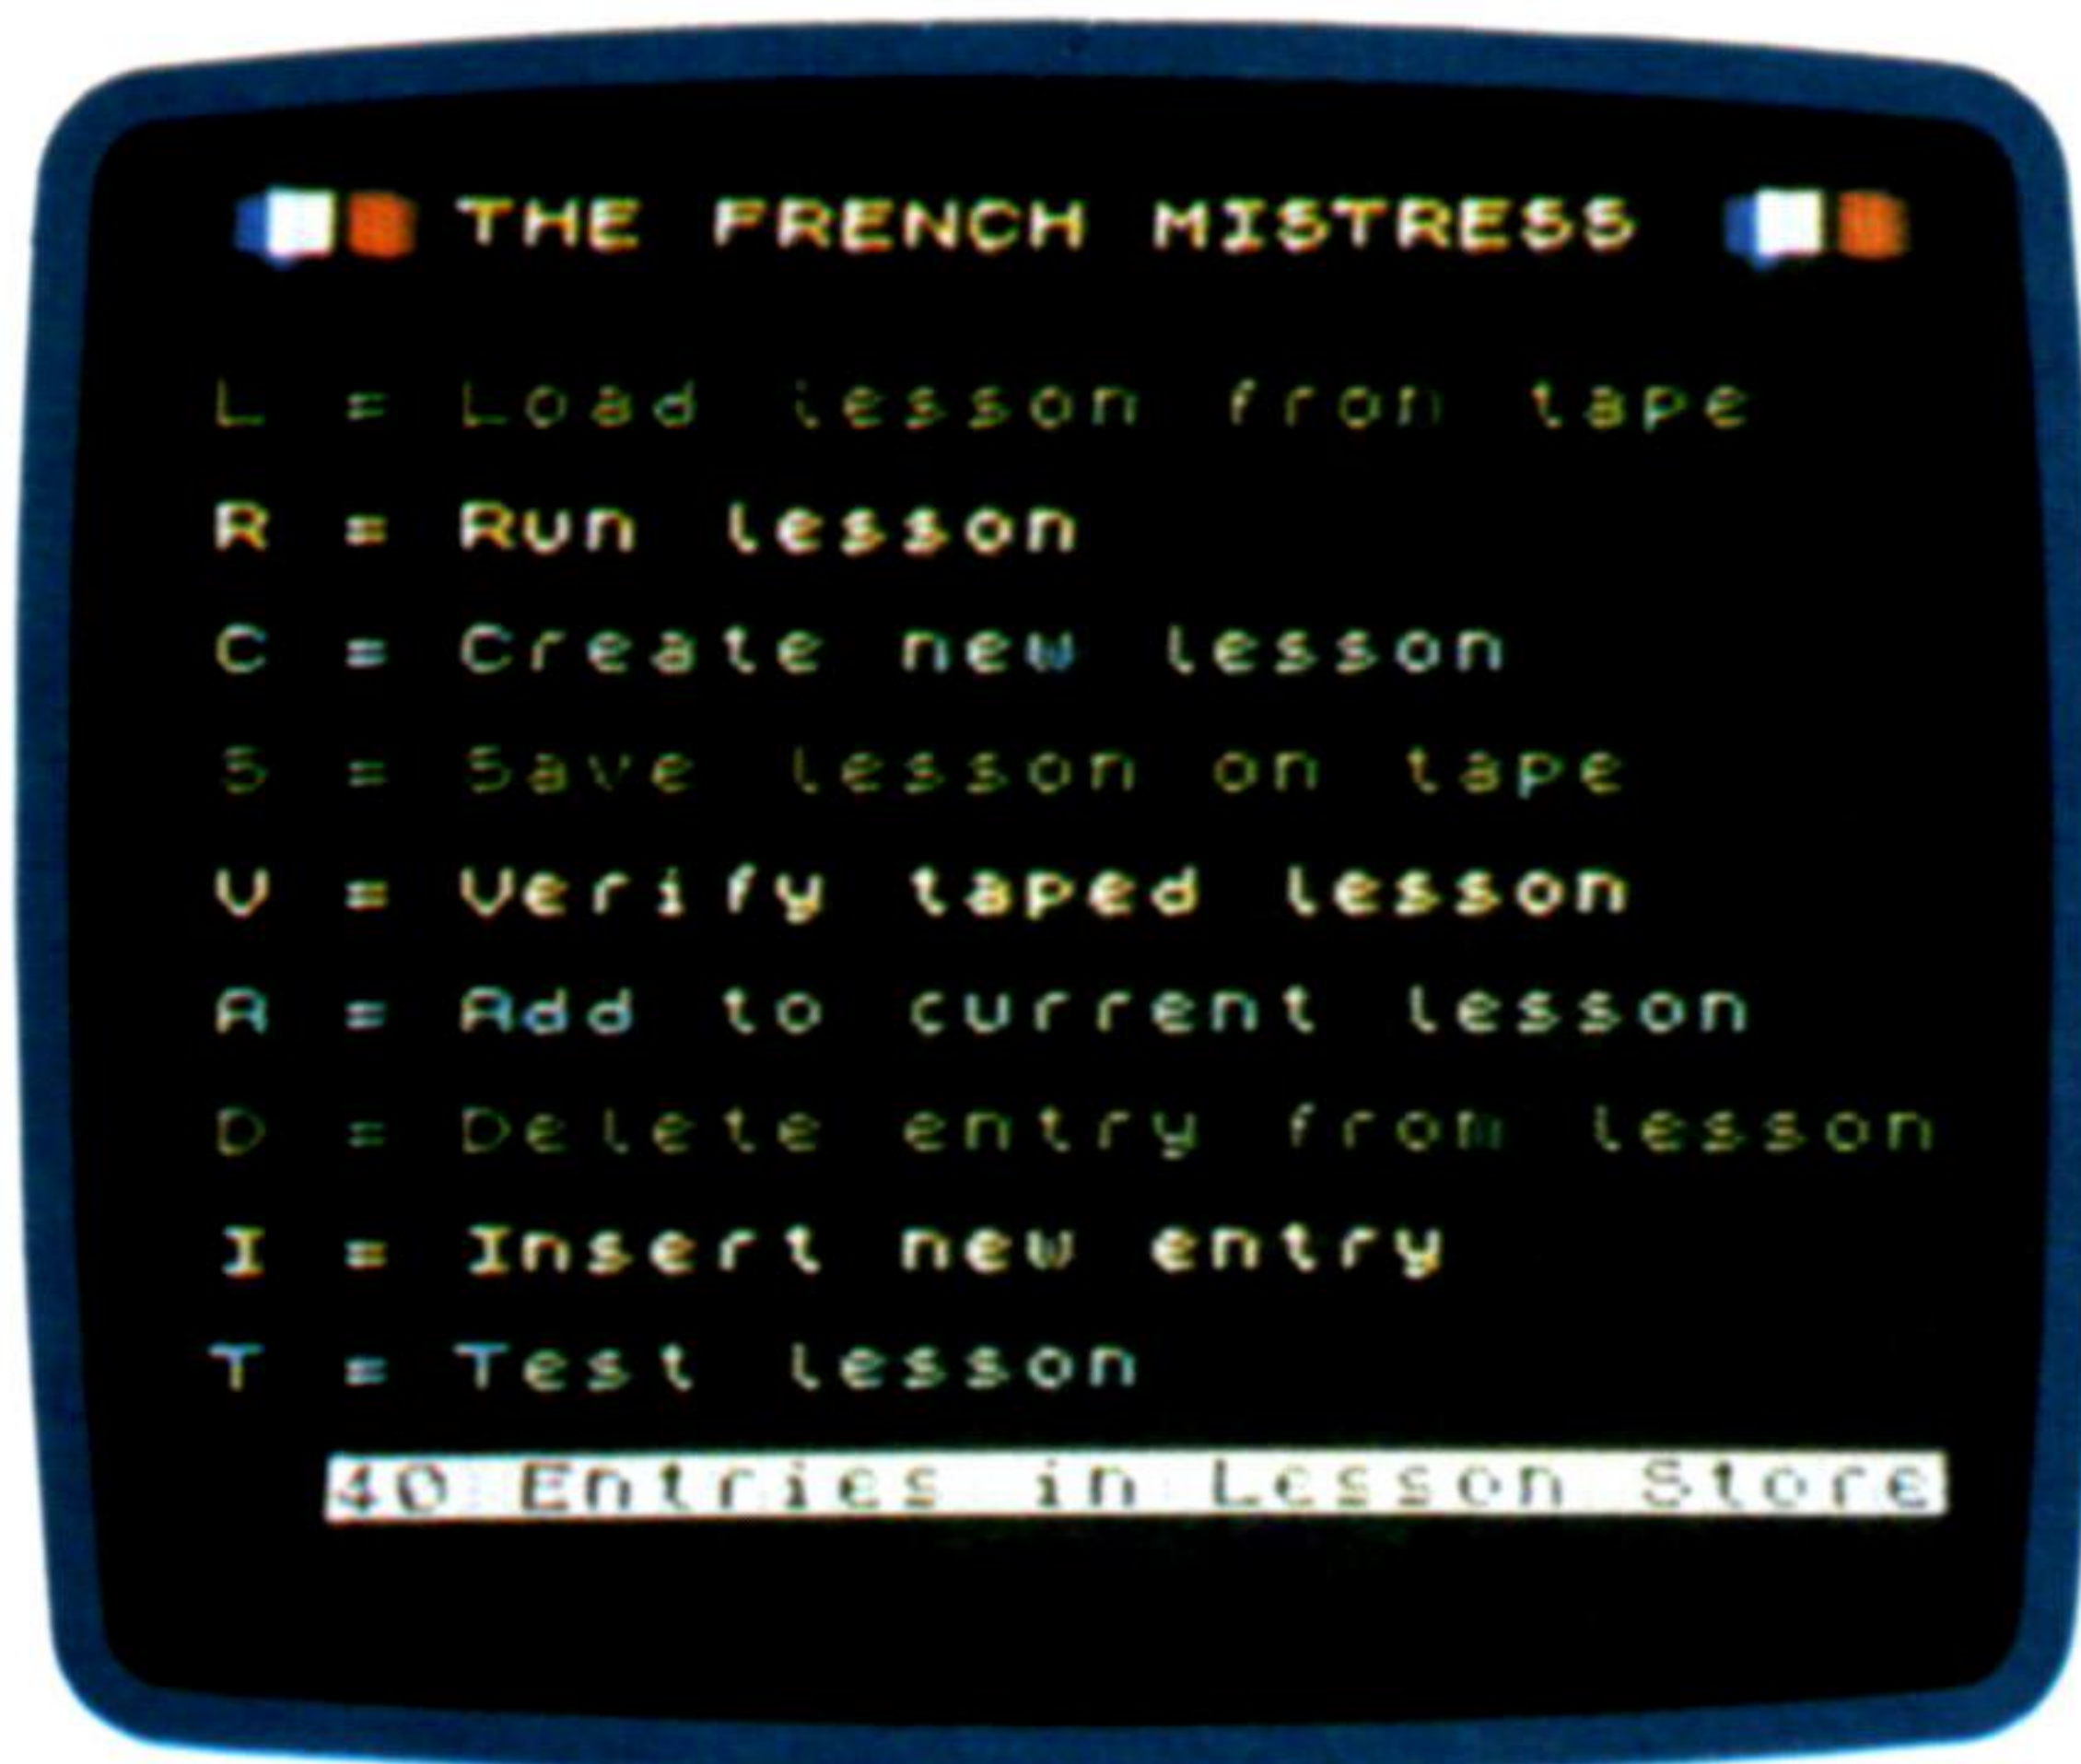 THE FRENCH MISTRESS
L = Load lesson from tape
R = Run lesson
C = Create new lesson
S = Save lesson on tape
V = Verify taped lesson
A = Add to current lesson
D = Delete entry from lesson
I = Insert new entry
T = Test lesson
40 Entries in Lesson Store